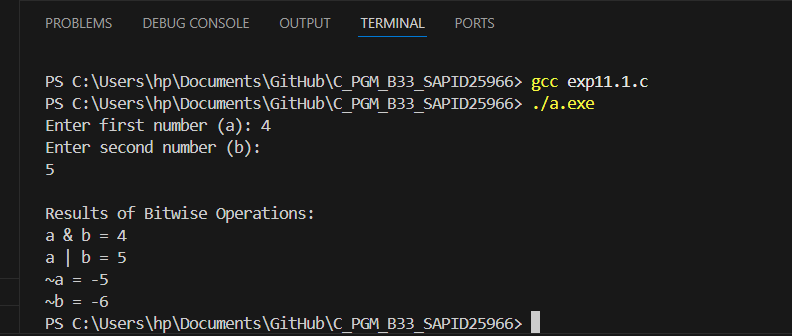 PROBLEMS DEBUG CONSOLE OUTPUT TERMINAL PORTS
PS C:\Users\hp\Documents\GitHub\C_PGM_B33_SAPID25966> gcc exp11.1.c
PS C:\Users\hp\Documents\GitHub\C_PGM_B33_SAPID25966> ./a.exe
Enter first number (a): 4
Enter second number (b):
5
Results of Bitwise Operations:
a & b = 4
a | b = 5
~a = -5
~b = -6
PS C:\Users\hp\Documents\GitHub\C_PGM_B33_SAPID25966>